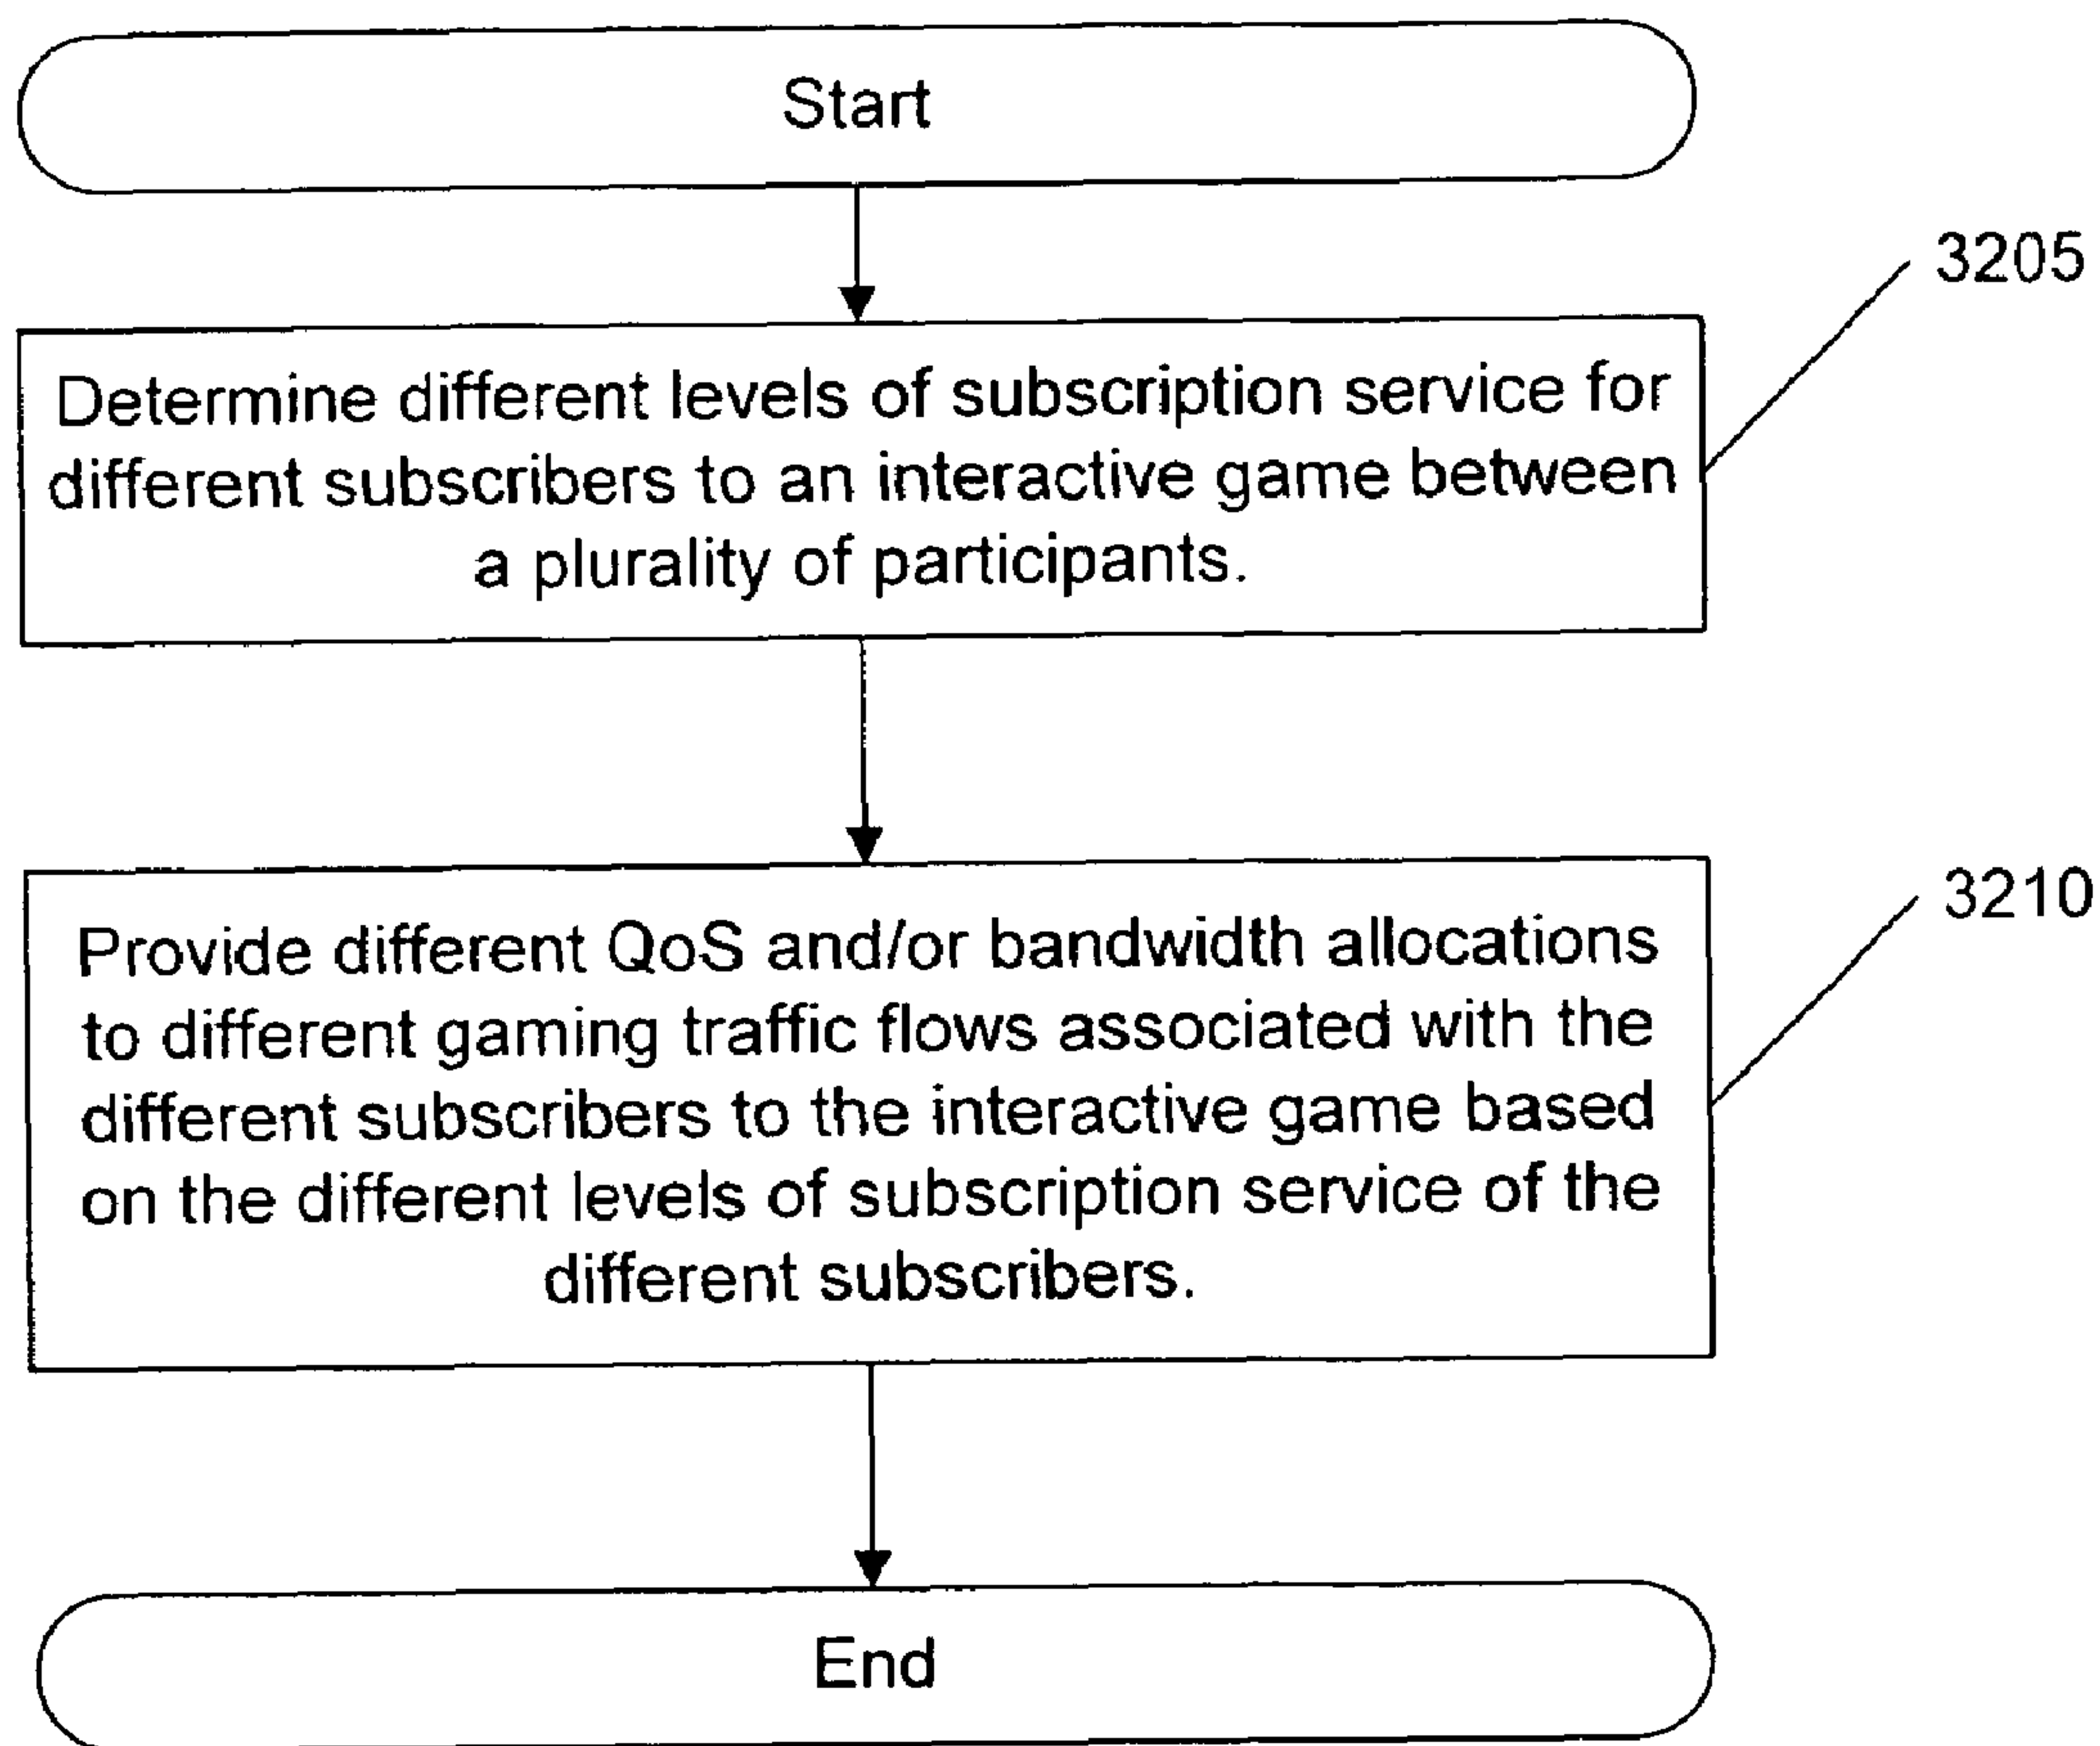 Start
3205
Determine different levels of subscription service for
different subscribers to an interactive game between
a plurality of participants.
3210
Provide different QoS and/or bandwidth allocations
to different gaming traffic flows associated with the
different subscribers to the interactive game based
on the different levels of subscription service of the
different subscribers.
End